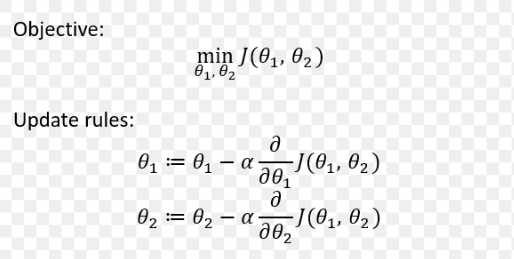 Objective:
min J(θ₁, θ₂)
θ₁, θ₂
Update rules:
θ₁ ≔ θ₁ − α ∂/∂θ₁ J(θ₁, θ₂)
θ₂ ≔ θ₂ − α ∂/∂θ₂ J(θ₁, θ₂)